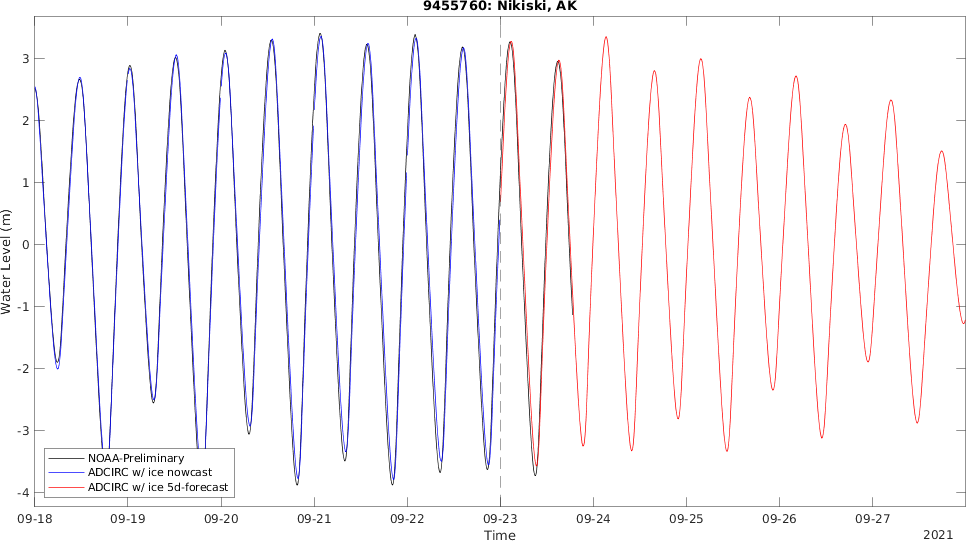 9455760: Nikiski, AK
3
2
1
0
-1
-2
-3
-4
Water Level (m)
NOAA-Preliminary
ADCIRC w/ ice nowcast
ADCIRC w/ ice 5d-forecast
09-18 09-19 09-20 09-21 09-22 09-23 09-24 09-25 09-26 09-27
Time
2021